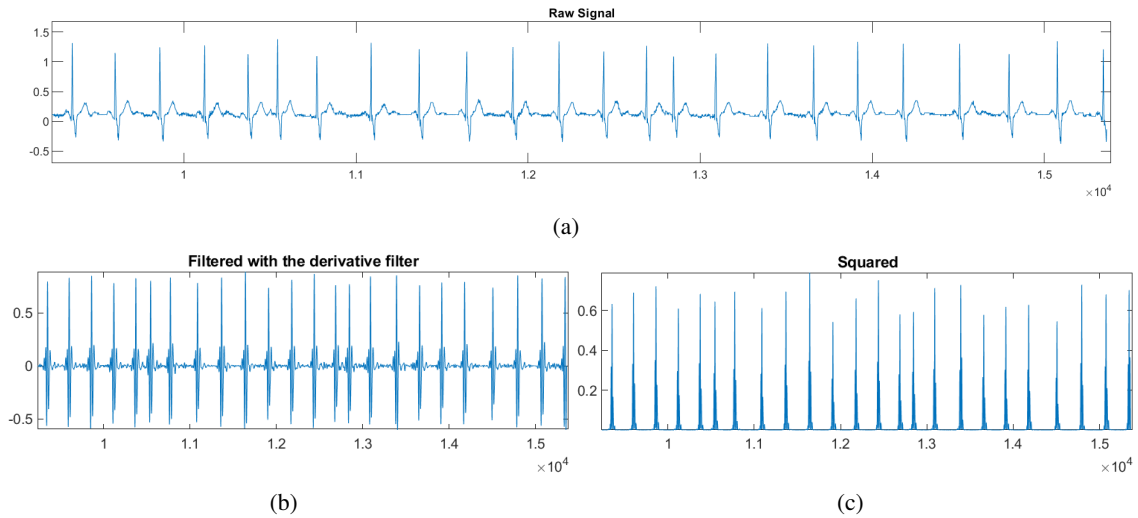 Raw Signal
1.5
1
0.5
0
-0.5
1 1.1 1.2 1.3 1.4 1.5
×10⁴
(a)
Filtered with the derivative filter
0.5
0
-0.5
1 1.1 1.2 1.3 1.4 1.5
×10⁴
(b)
Squared
0.6
0.4
0.2
1 1.1 1.2 1.3 1.4 1.5
×10⁴
(c)